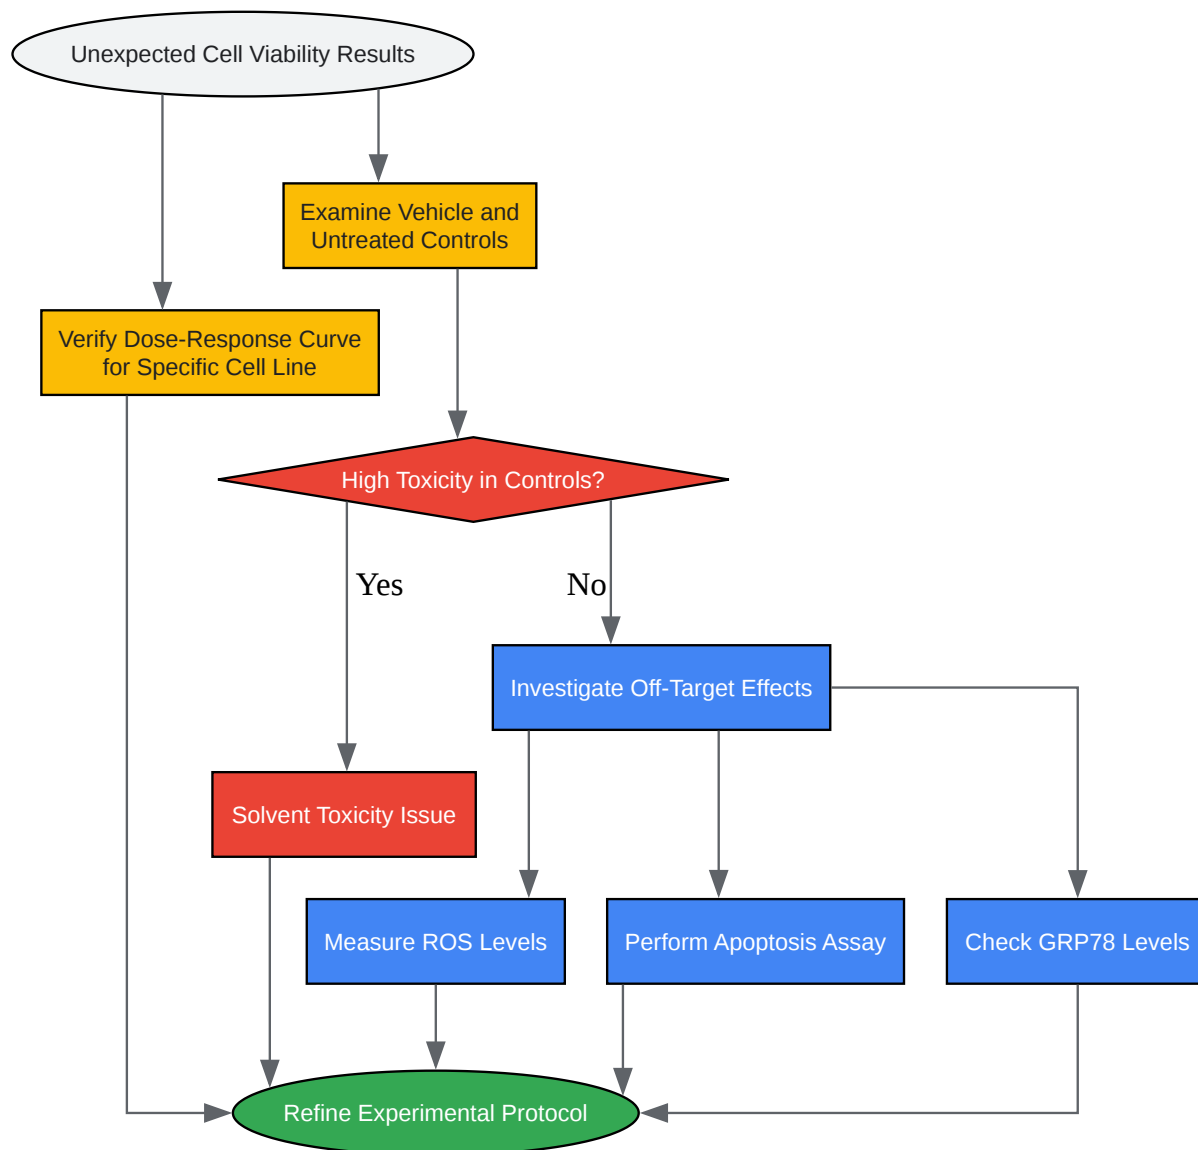 Unexpected Cell Viability Results
Examine Vehicle and
Untreated Controls
Verify Dose-Response Curve
for Specific Cell Line
High Toxicity in Controls?
Yes
No
Investigate Off-Target Effects
Solvent Toxicity Issue
Measure ROS Levels
Perform Apoptosis Assay
Check GRP78 Levels
Refine Experimental Protocol